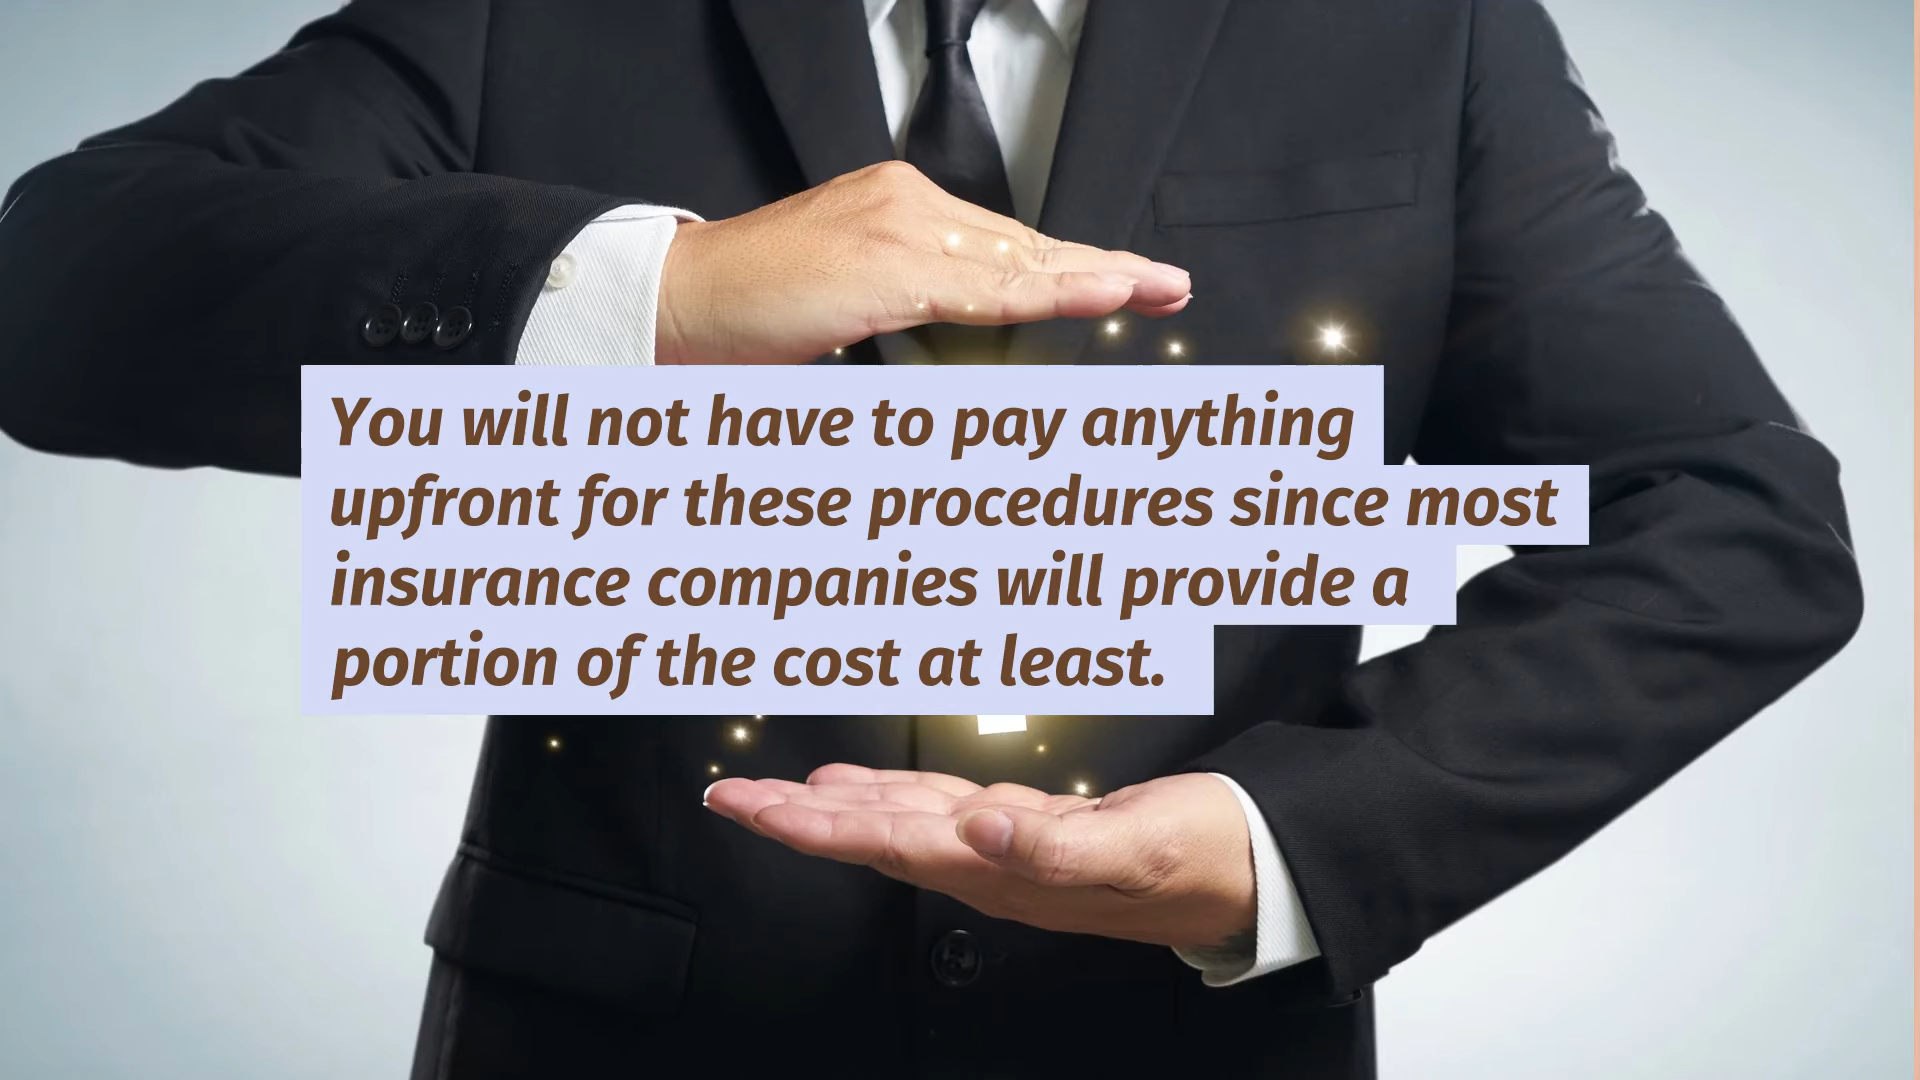 You will not have to pay anything
upfront for these procedures since most
insurance companies will provide a
portion of the cost at least.